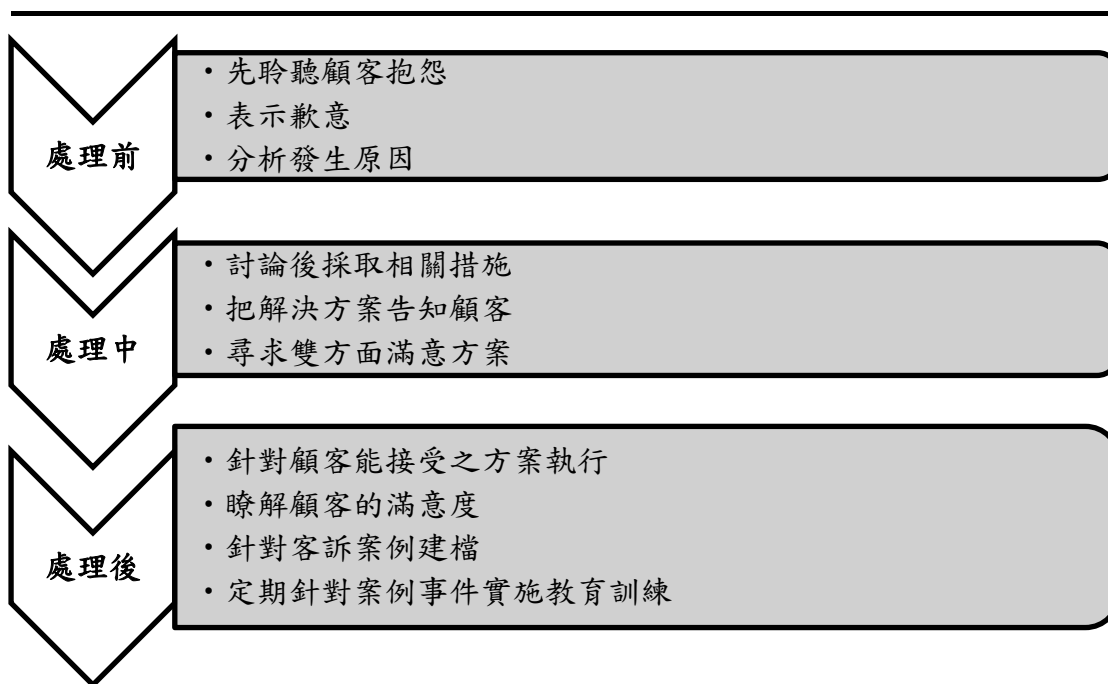 處理前
・先聆聽顧客抱怨
・表示歉意
・分析發生原因
處理中
・討論後採取相關措施
・把解決方案告知顧客
・尋求雙方面滿意方案
處理後
・針對顧客能接受之方案執行
・瞭解顧客的滿意度
・針對客訴案例建檔
・定期針對案例事件實施教育訓練